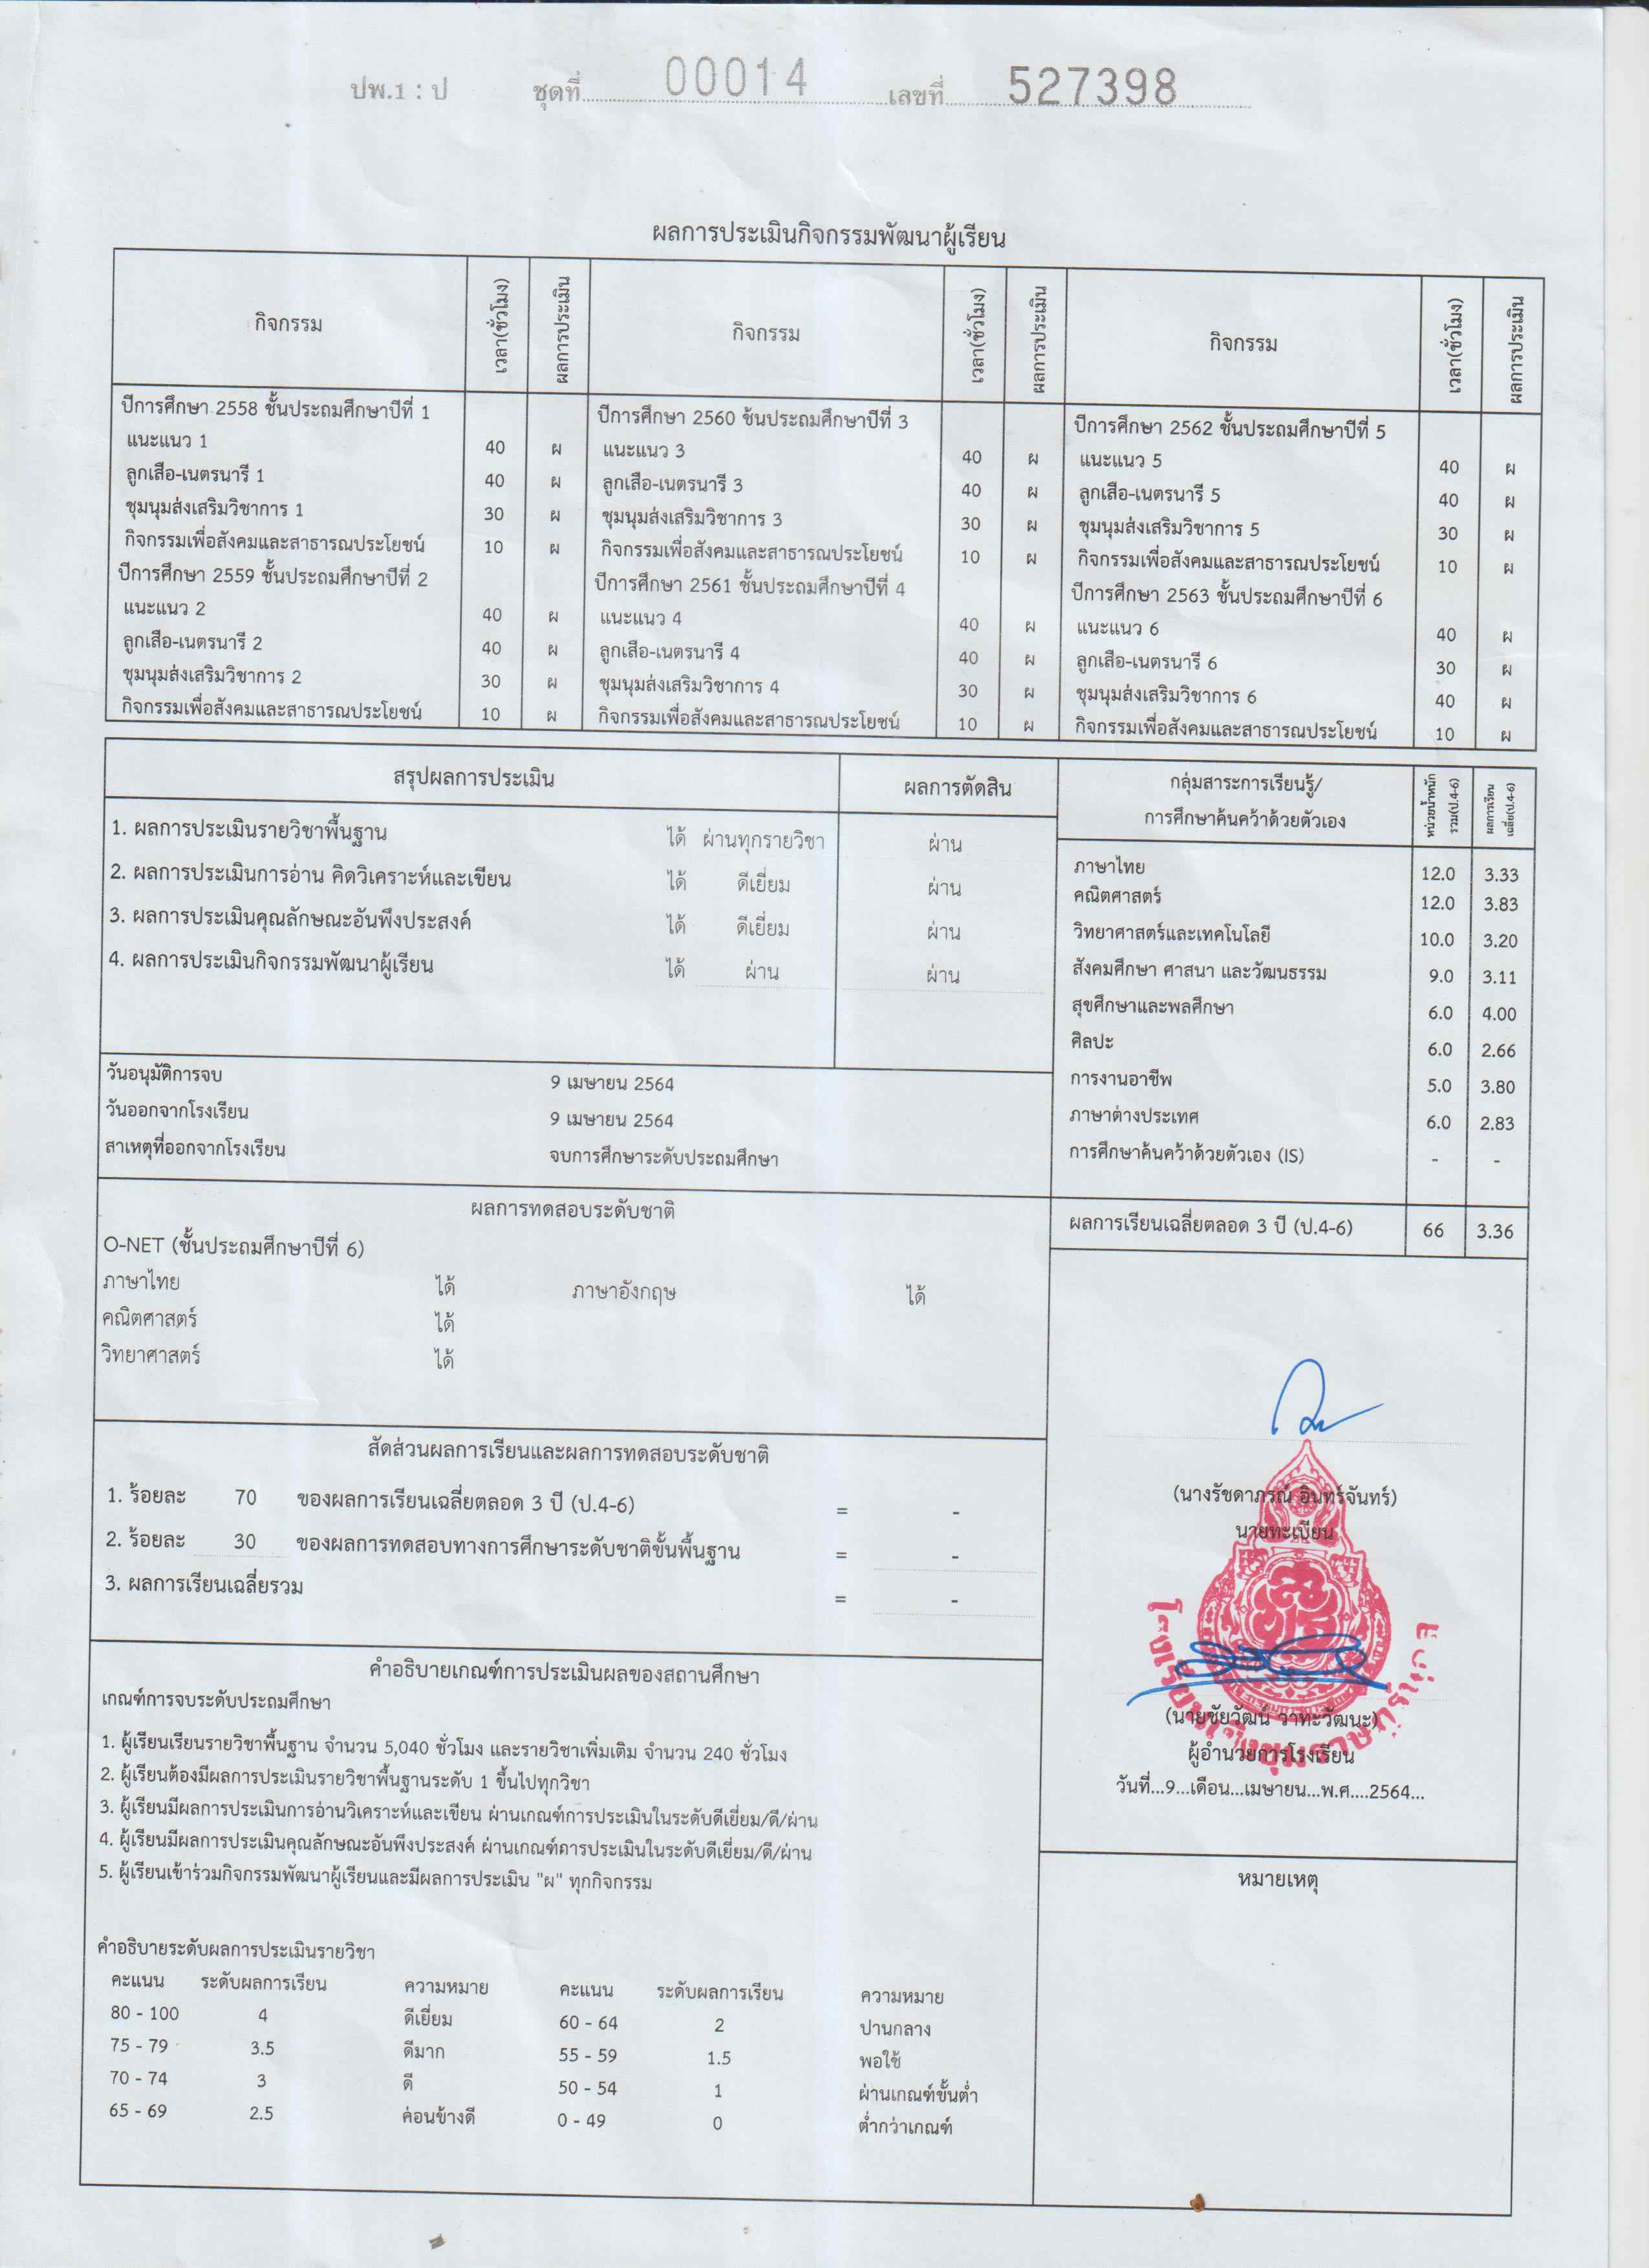 ปพ.1 : ป ชุดที่ 00014 เลขที่ 527398
ผลการประเมินกิจกรรมพัฒนาผู้เรียน
กิจกรรม เวลา(ชั่วโมง) ผลการประเมิน กิจกรรม เวลา(ชั่วโมง) ผลการประเมิน กิจกรรม เวลา(ชั่วโมง) ผลการประเมิน
ปีการศึกษา 2558 ชั้นประถมศึกษาปีที่ 1 ปีการศึกษา 2560 ชั้นประถมศึกษาปีที่ 3 ปีการศึกษา 2562 ชั้นประถมศึกษาปีที่ 5
แนะแนว 1 40 ผ แนะแนว 3 40 ผ แนะแนว 5 40 ผ
ลูกเสือ-เนตรนารี 1 40 ผ ลูกเสือ-เนตรนารี 3 40 ผ ลูกเสือ-เนตรนารี 5 40 ผ
ชุมนุมส่งเสริมวิชาการ 1 30 ผ ชุมนุมส่งเสริมวิชาการ 3 30 ผ ชุมนุมส่งเสริมวิชาการ 5 30 ผ
กิจกรรมเพื่อสังคมและสาธารณประโยชน์ 10 ผ กิจกรรมเพื่อสังคมและสาธารณประโยชน์ 10 ผ กิจกรรมเพื่อสังคมและสาธารณประโยชน์ 10 ผ
ปีการศึกษา 2559 ชั้นประถมศึกษาปีที่ 2 ปีการศึกษา 2561 ชั้นประถมศึกษาปีที่ 4 ปีการศึกษา 2563 ชั้นประถมศึกษาปีที่ 6
แนะแนว 2 40 ผ แนะแนว 4 40 ผ แนะแนว 6 40 ผ
ลูกเสือ-เนตรนารี 2 40 ผ ลูกเสือ-เนตรนารี 4 40 ผ ลูกเสือ-เนตรนารี 6 30 ผ
ชุมนุมส่งเสริมวิชาการ 2 30 ผ ชุมนุมส่งเสริมวิชาการ 4 30 ผ ชุมนุมส่งเสริมวิชาการ 6 40 ผ
กิจกรรมเพื่อสังคมและสาธารณประโยชน์ 10 ผ กิจกรรมเพื่อสังคมและสาธารณประโยชน์ 10 ผ กิจกรรมเพื่อสังคมและสาธารณประโยชน์ 10 ผ
สรุปผลการประเมิน ผลการตัดสิน
1. ผลการประเมินรายวิชาพื้นฐาน ได้ ผ่านทุกรายวิชา ผ่าน
2. ผลการประเมินการอ่าน คิดวิเคราะห์และเขียน ได้ ดีเยี่ยม ผ่าน
3. ผลการประเมินคุณลักษณะอันพึงประสงค์ ได้ ดีเยี่ยม ผ่าน
4. ผลการประเมินกิจกรรมพัฒนาผู้เรียน ได้ ผ่าน ผ่าน
วันอนุมัติการจบ 9 เมษายน 2564
วันออกจากโรงเรียน 9 เมษายน 2564
สาเหตุที่ออกจากโรงเรียน จบการศึกษาระดับประถมศึกษา
กลุ่มสาระการเรียนรู้/ หน่วยน้ำหนัก ผลการเรียน
การศึกษาค้นคว้าด้วยตัวเอง รวม(ป.4-6) เฉลี่ย(ป.4-6)
ภาษาไทย 12.0 3.33
คณิตศาสตร์ 12.0 3.83
วิทยาศาสตร์และเทคโนโลยี 10.0 3.20
สังคมศึกษา ศาสนา และวัฒนธรรม 9.0 3.11
สุขศึกษาและพลศึกษา 6.0 4.00
ศิลปะ 6.0 2.66
การงานอาชีพ 5.0 3.80
ภาษาต่างประเทศ 6.0 2.83
การศึกษาค้นคว้าด้วยตัวเอง (IS) - -
ผลการเรียนเฉลี่ยตลอด 3 ปี (ป.4-6) 66 3.36
ผลการทดสอบระดับชาติ
O-NET (ชั้นประถมศึกษาปีที่ 6)
ภาษาไทย ได้ ภาษาอังกฤษ ได้
คณิตศาสตร์ ได้
วิทยาศาสตร์ ได้
สัดส่วนผลการเรียนและผลการทดสอบระดับชาติ
1. ร้อยละ 70 ของผลการเรียนเฉลี่ยตลอด 3 ปี (ป.4-6) = -
2. ร้อยละ 30 ของผลการทดสอบทางการศึกษาระดับชาติขั้นพื้นฐาน = -
3. ผลการเรียนเฉลี่ยรวม = -
(นางรัชดาภรณ์ อินทร์จันทร์)
นายทะเบียน
(นายชัยวัฒน์ วาทะวัฒนะ)
ผู้อำนวยการโรงเรียน
วันที่...9...เดือน...เมษายน...พ.ศ....2564...
หมายเหตุ
คำอธิบายเกณฑ์การประเมินผลของสถานศึกษา
เกณฑ์การจบระดับประถมศึกษา
1. ผู้เรียนเรียนรายวิชาพื้นฐาน จำนวน 5,040 ชั่วโมง และรายวิชาเพิ่มเติม จำนวน 240 ชั่วโมง
2. ผู้เรียนต้องมีผลการประเมินรายวิชาพื้นฐานระดับ 1 ขึ้นไปทุกวิชา
3. ผู้เรียนมีผลการประเมินการอ่านวิเคราะห์และเขียน ผ่านเกณฑ์การประเมินในระดับดีเยี่ยม/ดี/ผ่าน
4. ผู้เรียนมีผลการประเมินคุณลักษณะอันพึงประสงค์ ผ่านเกณฑ์การประเมินในระดับดีเยี่ยม/ดี/ผ่าน
5. ผู้เรียนเข้าร่วมกิจกรรมพัฒนาผู้เรียนและมีผลการประเมิน "ผ" ทุกกิจกรรม
คำอธิบายระดับผลการประเมินรายวิชา
คะแนน ระดับผลการเรียน ความหมาย คะแนน ระดับผลการเรียน ความหมาย
80 - 100 4 ดีเยี่ยม 60 - 64 2 ปานกลาง
75 - 79 3.5 ดีมาก 55 - 59 1.5 พอใช้
70 - 74 3 ดี 50 - 54 1 ผ่านเกณฑ์ขั้นต่ำ
65 - 69 2.5 ค่อนข้างดี 0 - 49 0 ต่ำกว่าเกณฑ์